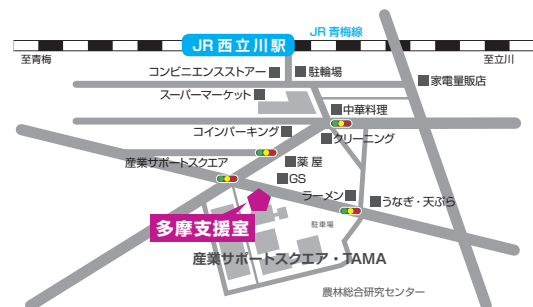 JR 青梅線
JR 西立川駅
至青梅
至立川
コンビニエンスストアー
駐輪場
家電量販店
スーパーマーケット
中華料理
コインパーキング
クリーニング
産業サポートスクエア
薬 屋
GS
ラーメン
うなぎ・天ぷら
多摩支援室
駐車場
産業サポートスクエア・TAMA
農林総合研究センター